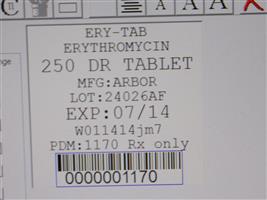 ERY-TAB
ERYTHROMYCIN
250 DR TABLET
MFG:ARBOR
LOT:24026AF
EXP:07/14
W011414jm7
PDM:1170 Rx only
0000001170